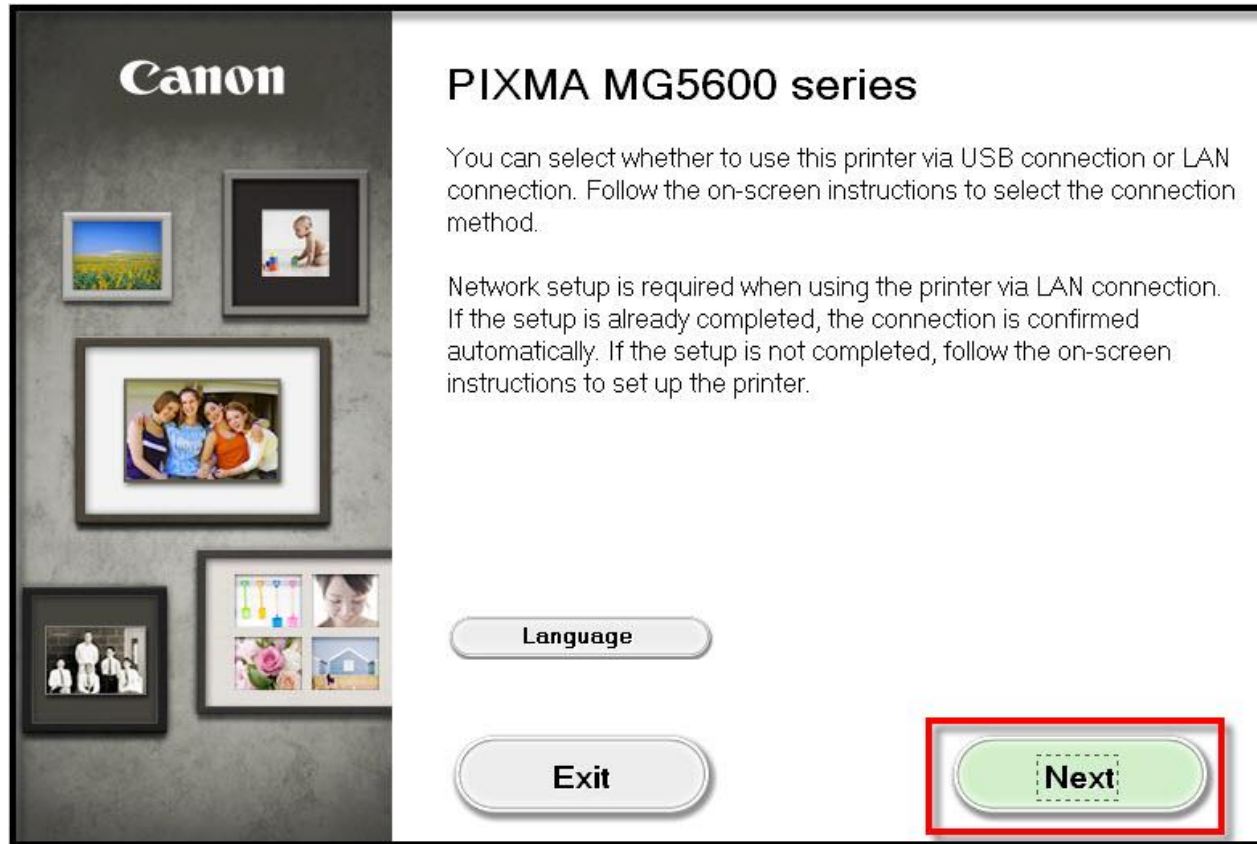 Canon
PIXMA MG5600 series
You can select whether to use this printer via USB connection or LAN
connection. Follow the on-screen instructions to select the connection
method.
Network setup is required when using the printer via LAN connection.
If the setup is already completed, the connection is confirmed
automatically. If the setup is not completed, follow the on-screen
instructions to set up the printer.
Language
Exit
Next